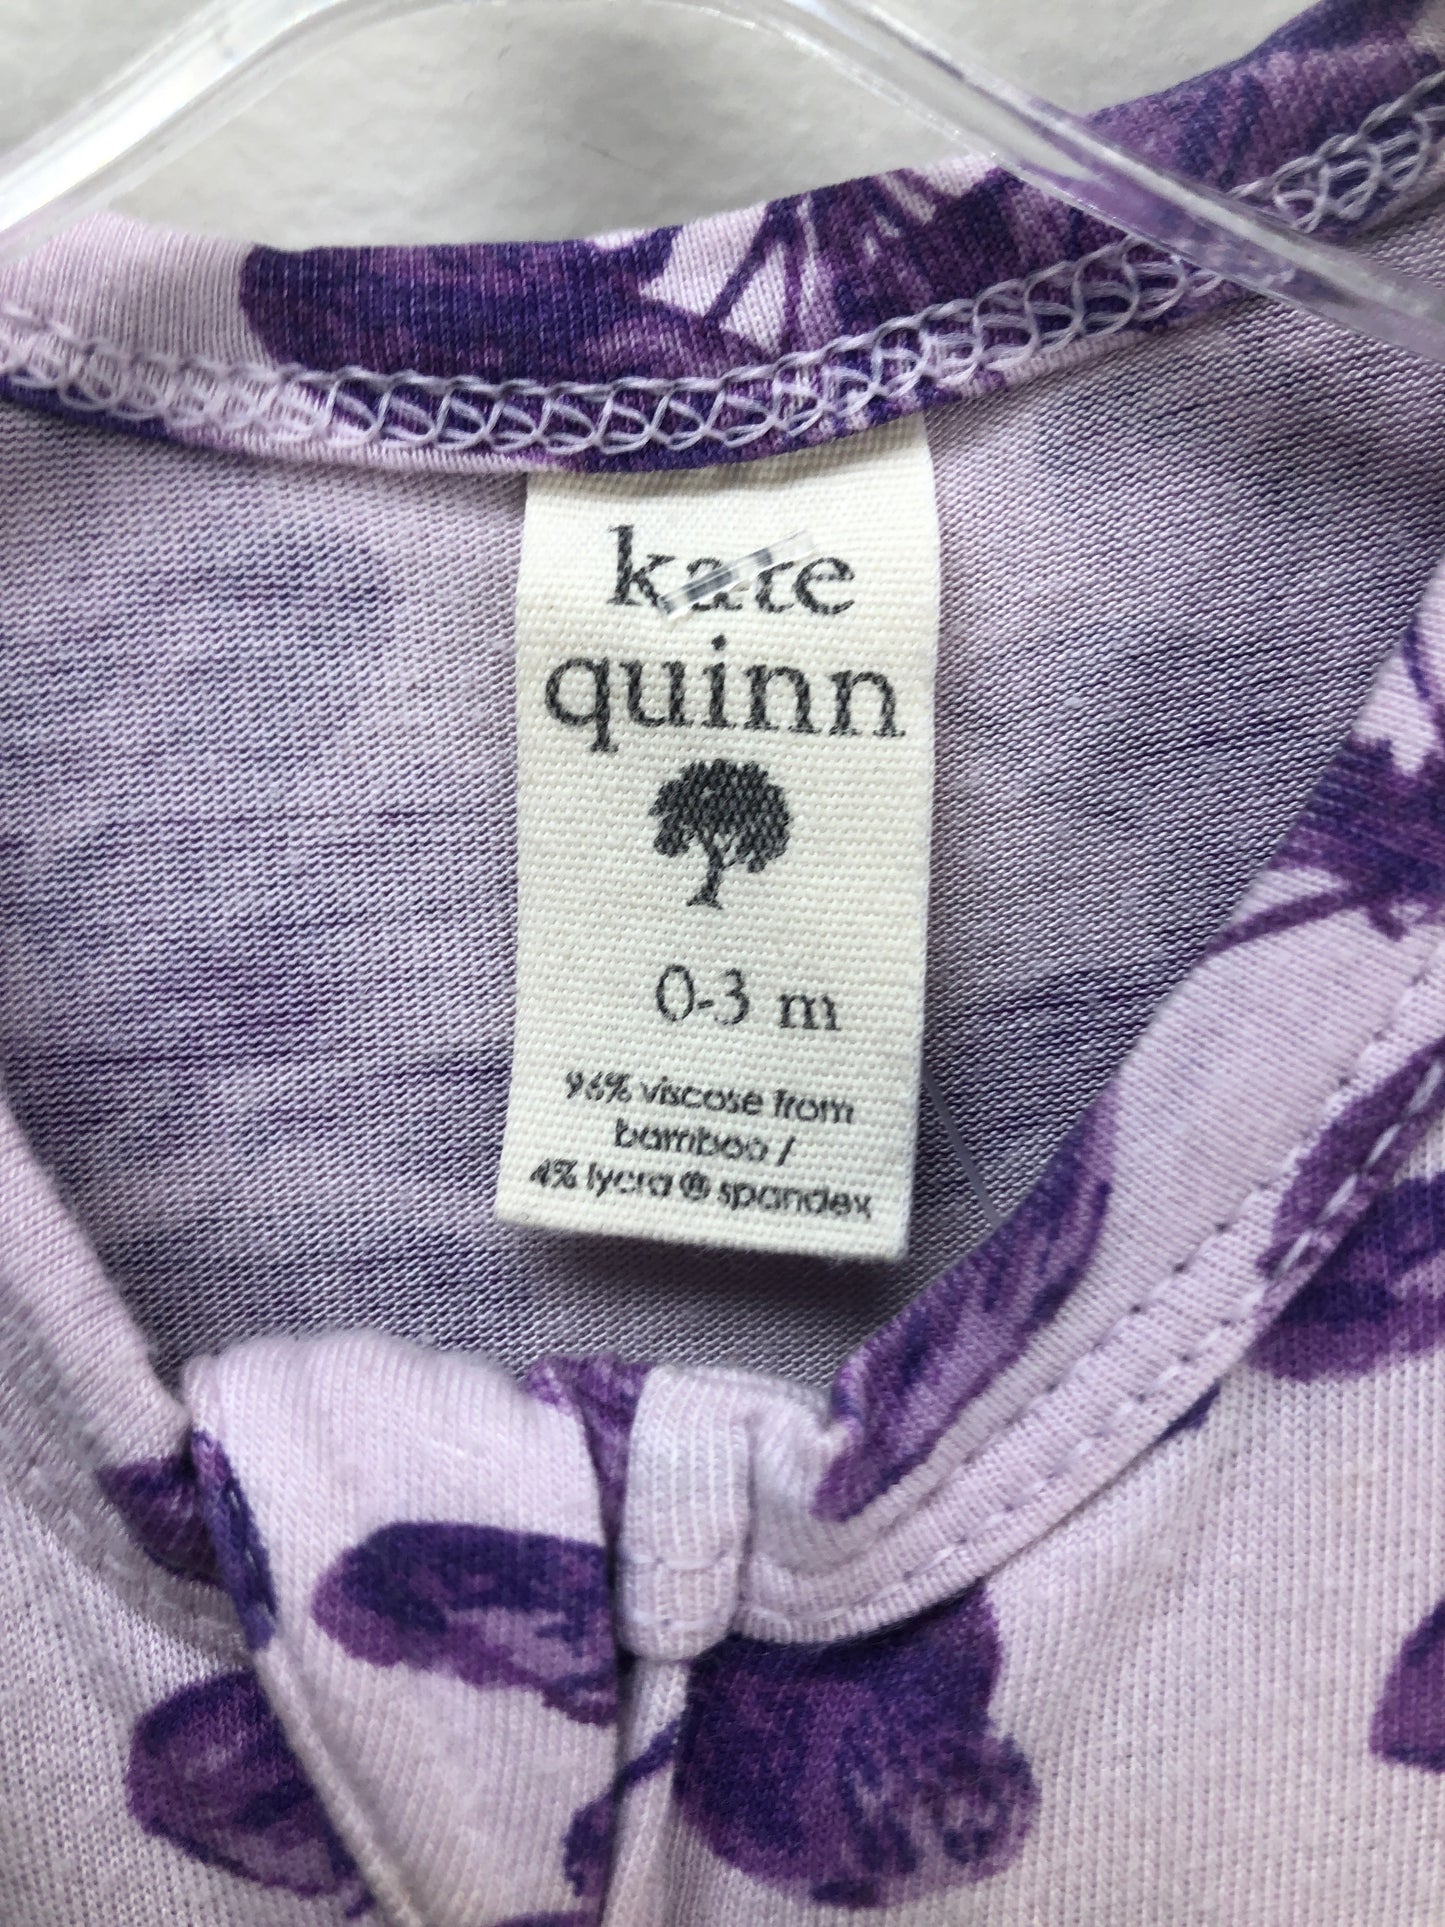 kate
quinn
0-3 m
96% viscose from
bamboo /
4% lycra ® spandex